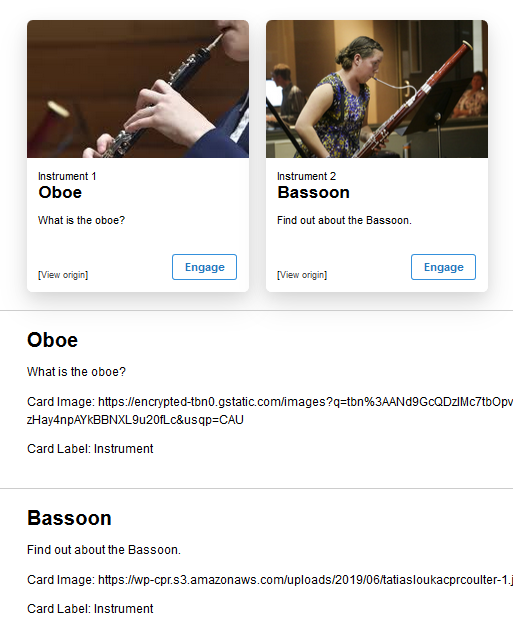 Instrument 1
Oboe
What is the oboe?
[View origin]
Engage
Instrument 2
Bassoon
Find out about the Bassoon.
[View origin]
Engage
Oboe
What is the oboe?
Card Image: https://encrypted-tbn0.gstatic.com/images?q=tbn%3AANd9GcQDzlMc7tbOpv
zHay4npAYkBBNXL9u20fLc&usqp=CAU
Card Label: Instrument
Bassoon
Find out about the Bassoon.
Card Image: https://wp-cpr.s3.amazonaws.com/uploads/2019/06/tatiasloukacprcoulter-1.j
Card Label: Instrument